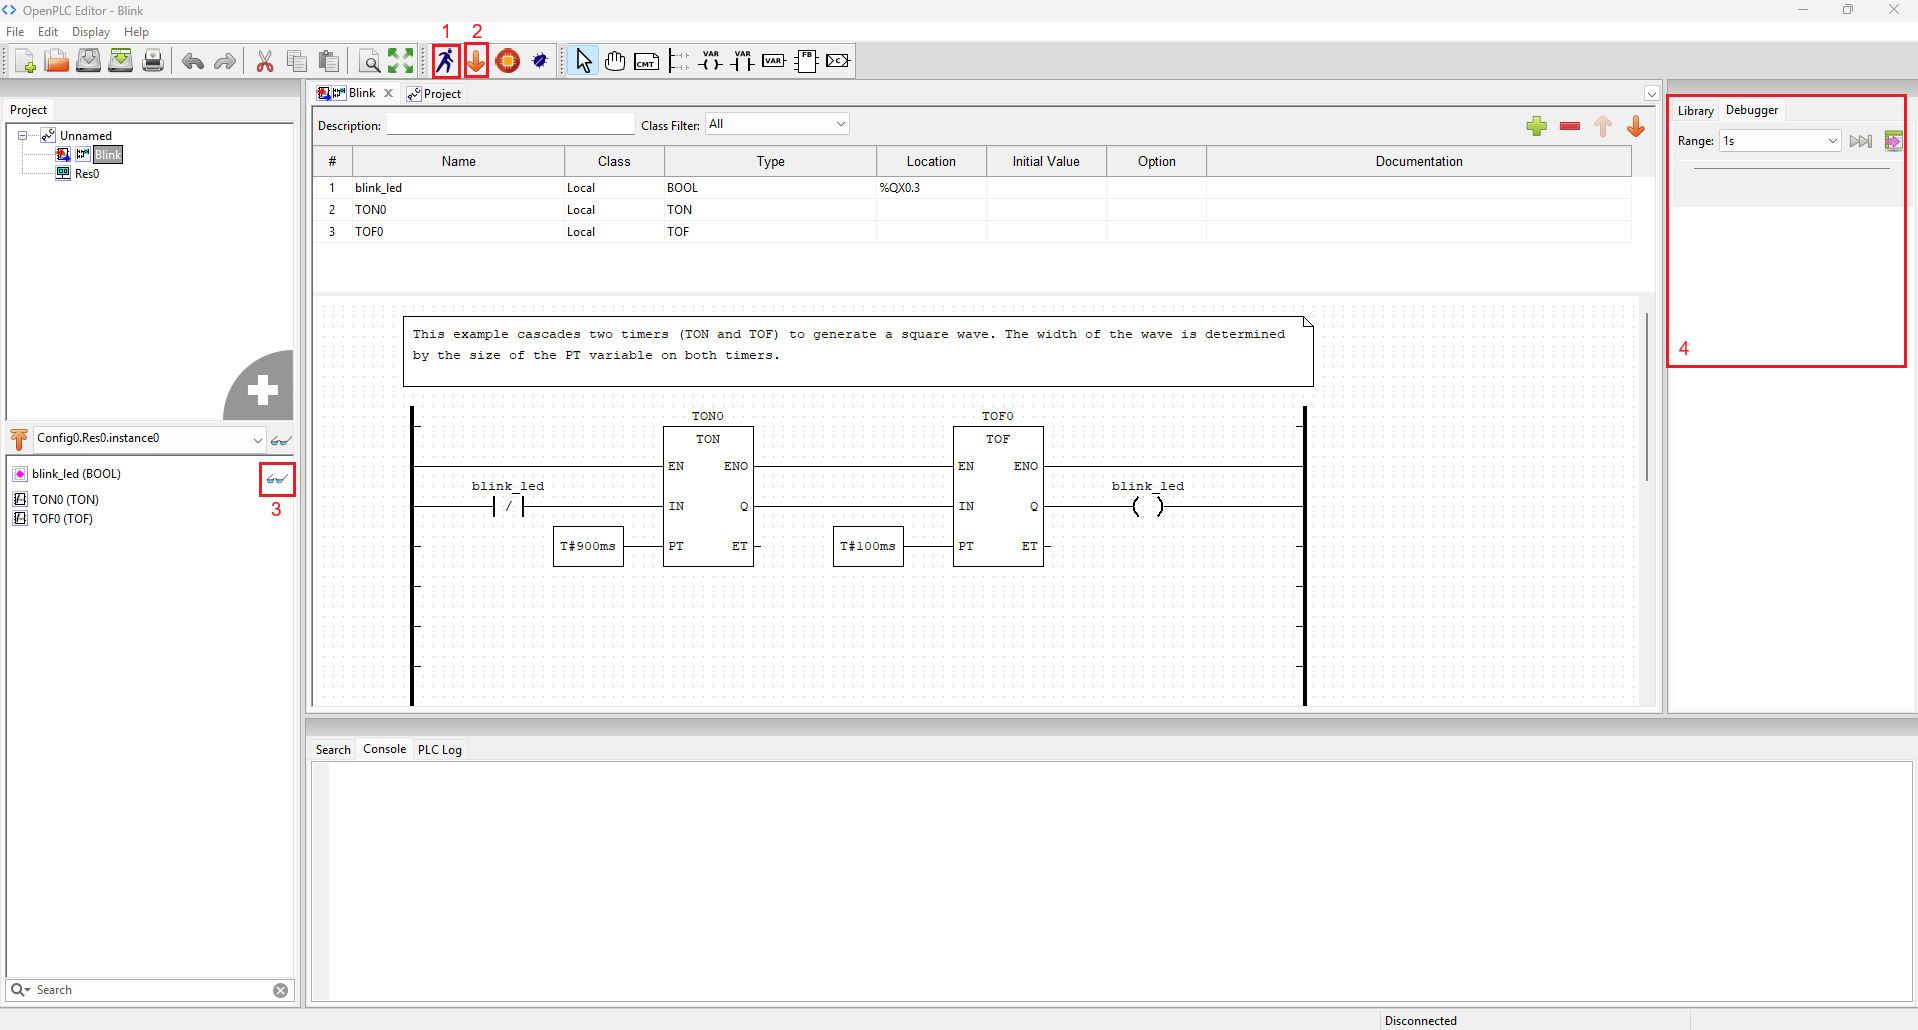 OpenPLC Editor - Blink
File Edit Display Help
1 2
CMT VAR VAR VAR FB C
Project
Unnamed
Blink
Res0
Config0.Res0.instance0
blink_led (BOOL)
TON0 (TON)
TOF0 (TOF)
3
Search
Blink Project
Description: Class Filter: All
# Name Class Type Location Initial Value Option Documentation
1 blink_led Local BOOL %QX0.3
2 TON0 Local TON
3 TOF0 Local TOF
This example cascades two timers (TON and TOF) to generate a square wave. The width of the wave is determined
by the size of the PT variable on both timers.
TON0 TOF0
TON TOF
EN ENO EN ENO
blink_led blink_led
/ IN Q IN Q ( )
T#900ms PT ET T#100ms PT ET
Library Debugger
Range: 1s
4
Search Console PLC Log
Disconnected